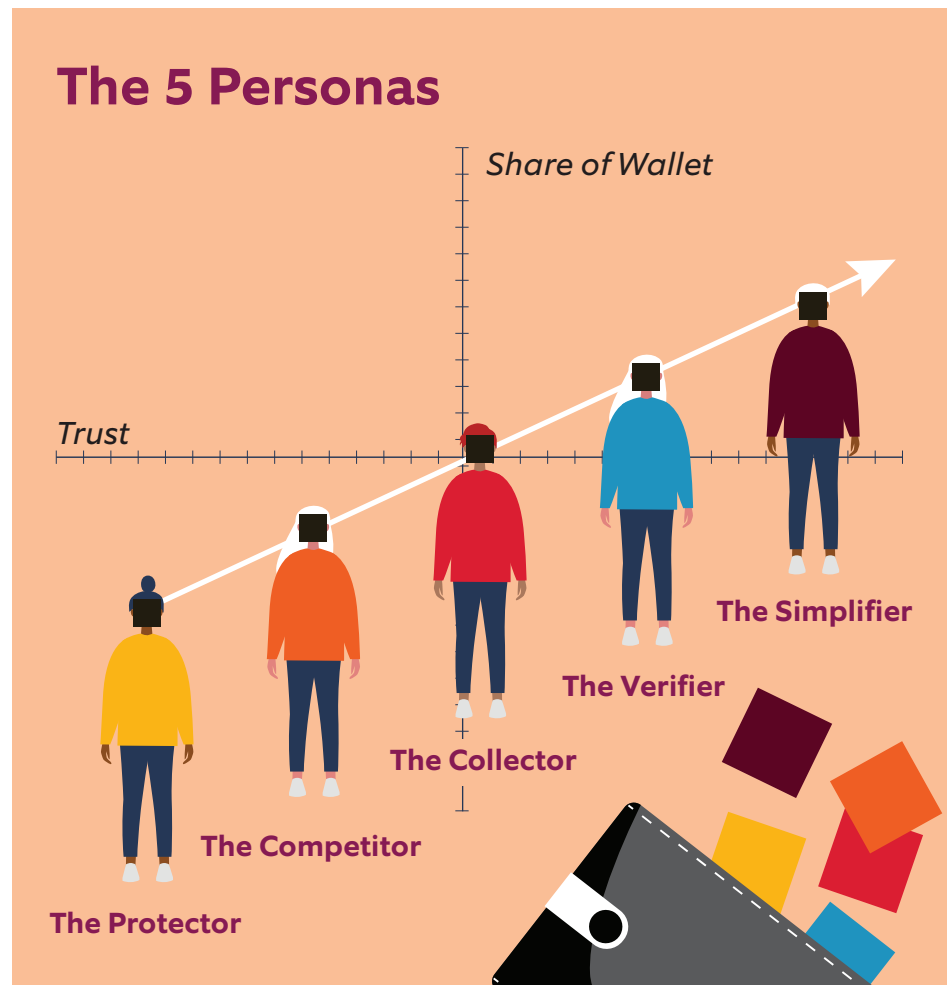 The 5 Personas
Share of Wallet
Trust
The Simplifier
The Verifier
The Collector
The Competitor
The Protector